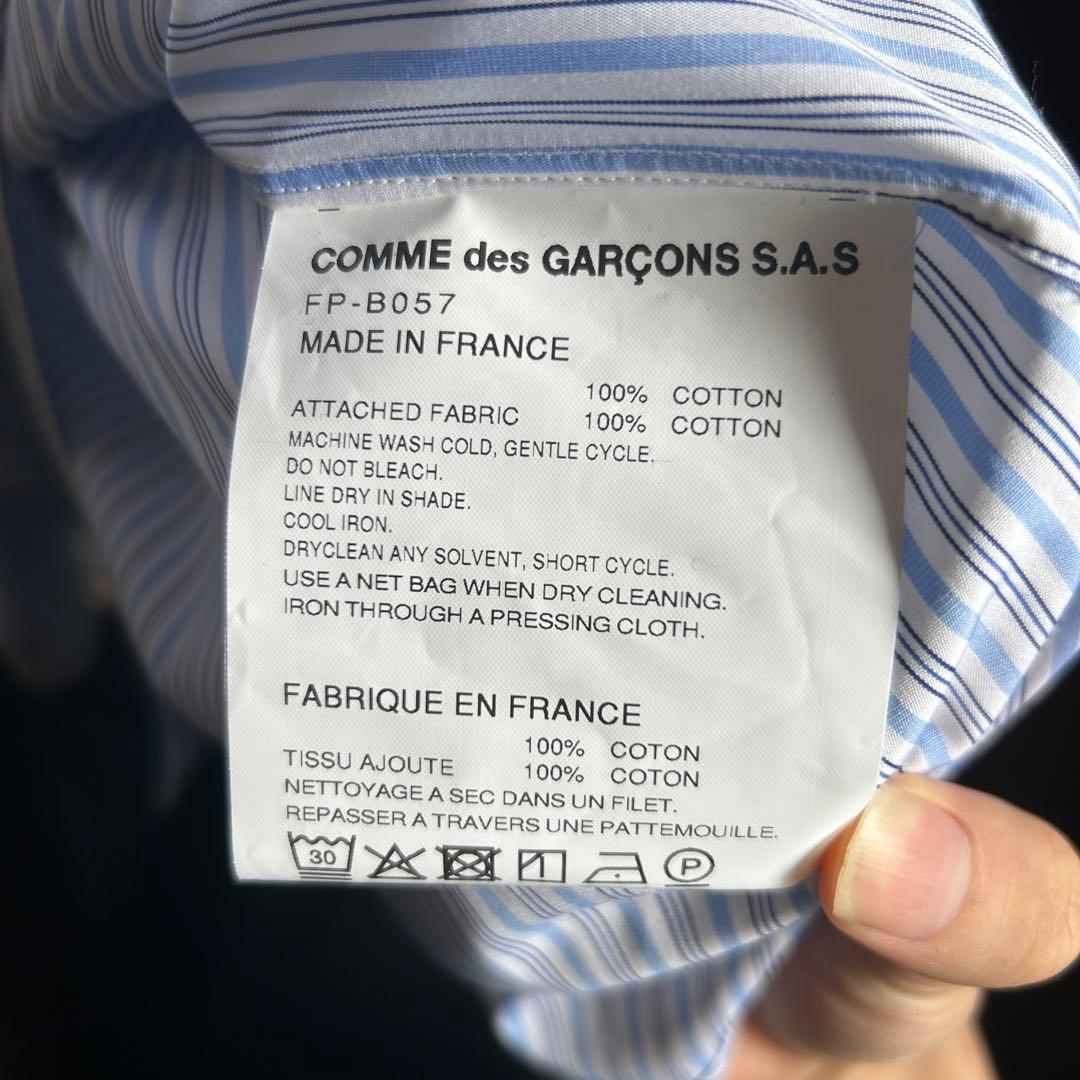 COMME des GARÇONS S.A.S
FP-B057
MADE IN FRANCE
100% COTTON
ATTACHED FABRIC 100% COTTON
MACHINE WASH COLD, GENTLE CYCLE.
DO NOT BLEACH.
LINE DRY IN SHADE.
COOL IRON.
DRYCLEAN ANY SOLVENT, SHORT CYCLE.
USE A NET BAG WHEN DRY CLEANING.
IRON THROUGH A PRESSING CLOTH.
FABRIQUE EN FRANCE
100% COTON
TISSU AJOUTE 100% COTON
NETTOYAGE A SEC DANS UN FILET.
REPASSER A TRAVERS UNE PATTEMOUILLE.
30 P